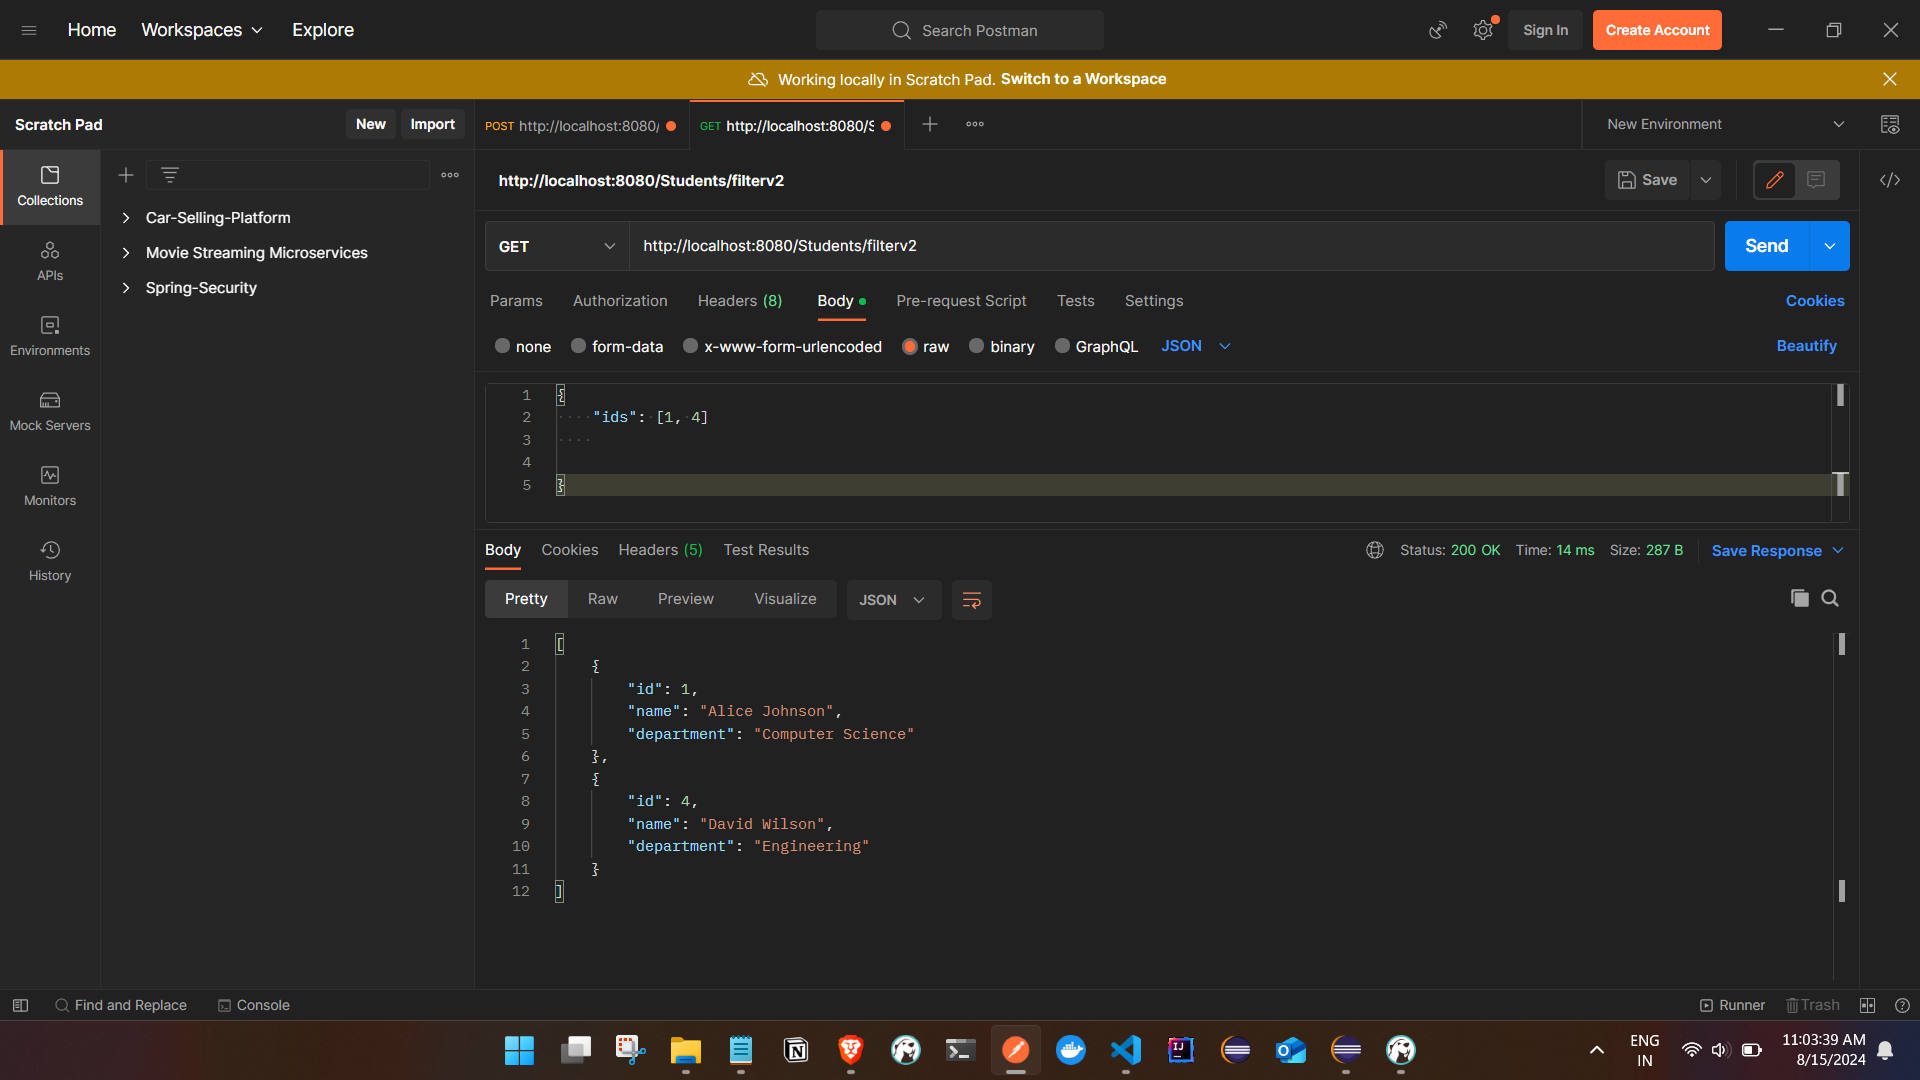 Home Workspaces Explore Search Postman Sign In Create Account
Working locally in Scratch Pad. Switch to a Workspace
Scratch Pad New Import POST http://localhost:8080/ GET http://localhost:8080/S New Environment
Collections
APIs
Environments
Mock Servers
Monitors
History
Car-Selling-Platform
Movie Streaming Microservices
Spring-Security
http://localhost:8080/Students/filterv2 Save
GET http://localhost:8080/Students/filterv2 Send
Params Authorization Headers (8) Body Pre-request Script Tests Settings Cookies
none form-data x-www-form-urlencoded raw binary GraphQL JSON Beautify
1 {
2 "ids": [1, 4]
3
4
5 }
Body Cookies Headers (5) Test Results Status: 200 OK Time: 14 ms Size: 287 B Save Response
Pretty Raw Preview Visualize JSON
1 [
2 {
3 "id": 1,
4 "name": "Alice Johnson",
5 "department": "Computer Science"
6 },
7 {
8 "id": 4,
9 "name": "David Wilson",
10 "department": "Engineering"
11 }
12 ]
Find and Replace Console Runner Trash
ENG
IN
11:03:39 AM
8/15/2024